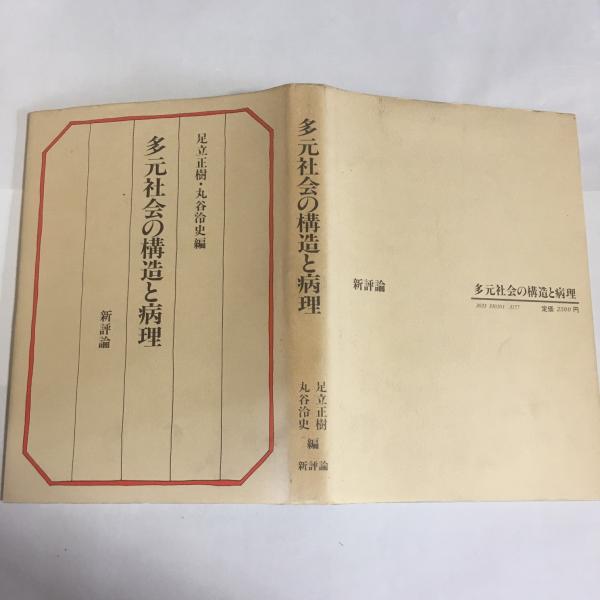 足立正樹・丸谷泠史編
多元社会の構造と病理
新評論
多元社会の構造と病理
足立正樹
丸谷泠史
編
新評論
新評論
多元社会の構造と病理
定価 2500 円